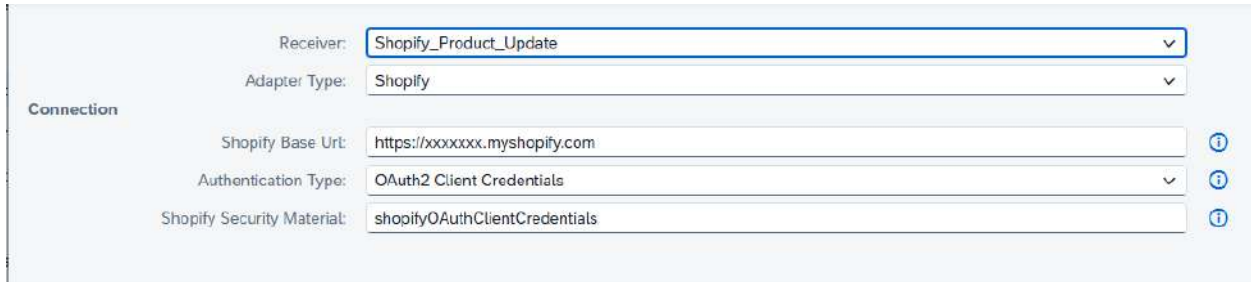 Receiver: Shopify_Product_Update
Adapter Type: Shopify
Connection
Shopify Base Url: https://xxxxxxx.myshopify.com
Authentication Type: OAuth2 Client Credentials
Shopify Security Material: shopifyOAuthClientCredentials